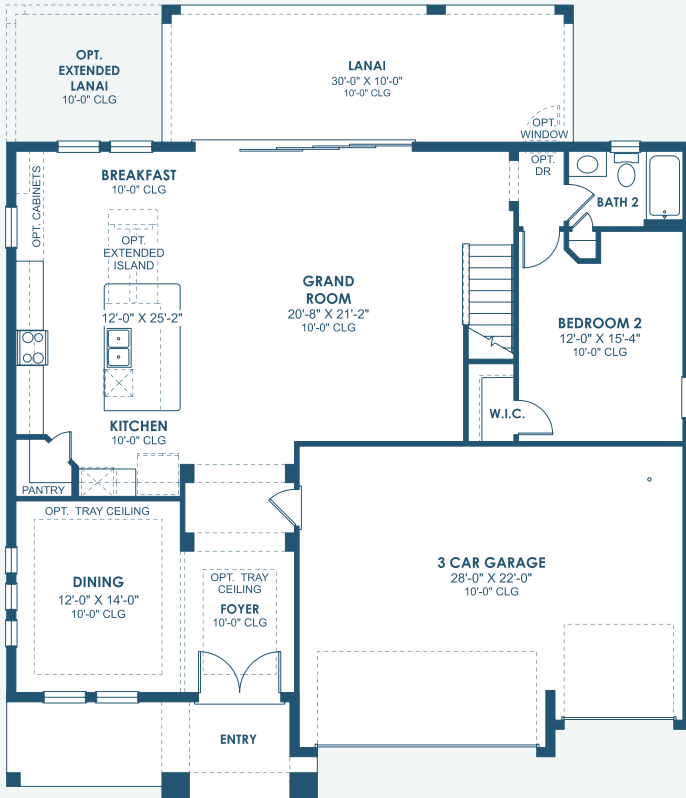 OPT.
EXTENDED
LANAI
10'-0" CLG
LANAI
30'-0" X 10'-0"
10'-0" CLG
OPT.
WINDOW
OPT.
DR
BREAKFAST
10'-0" CLG
OPT. CABINETS
OPT.
EXTENDED
ISLAND
12'-0" X 25'-2"
KITCHEN
10'-0" CLG
GRAND
ROOM
20'-8" X 21'-2"
10'-0" CLG
BATH 2
BEDROOM 2
12'-0" X 15'-4"
10'-0" CLG
W.I.C.
PANTRY
OPT. TRAY CEILING
DINING
12'-0" X 14'-0"
10'-0" CLG
OPT. TRAY
CEILING
FOYER
10'-0" CLG
3 CAR GARAGE
28'-0" X 22'-0"
10'-0" CLG
ENTRY